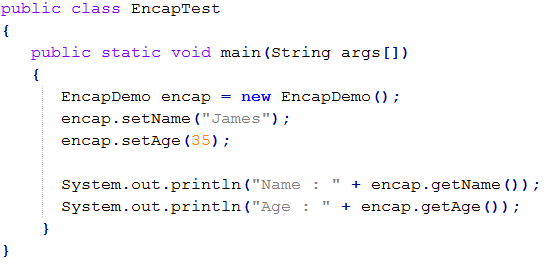 public class EncapTest
{
public static void main(String args[])
{
EncapDemo encap = new EncapDemo();
encap.setName("James");
encap.setAge(35);
System.out.println("Name : " + encap.getName());
System.out.println("Age : " + encap.getAge());
}
}